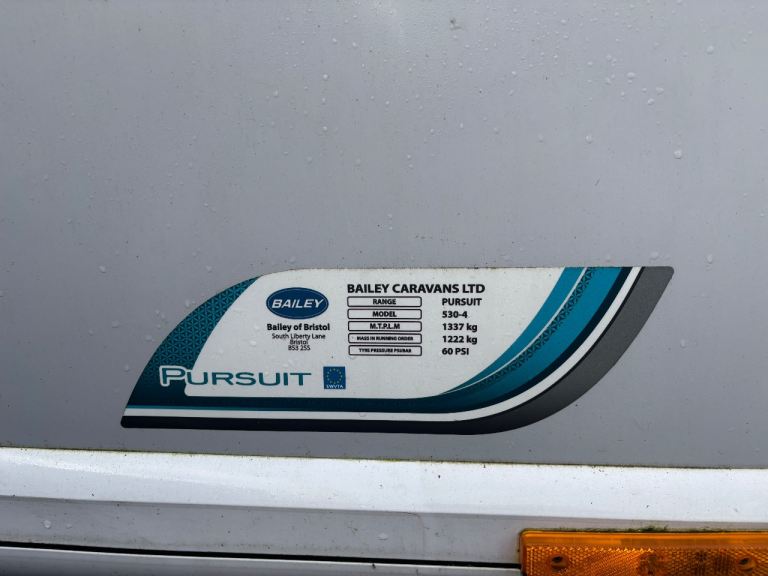 BAILEY
Bailey of Bristol
South Liberty Lane
Bristol
BS3 2SS
PURSUIT
EWVTA
BAILEY CARAVANS LTD
RANGE PURSUIT
MODEL 530-4
M.T.P.L.M 1337 kg
MASS IN RUNNING ORDER 1222 kg
TYRE PRESSURE PSI/BAR 60 PSI